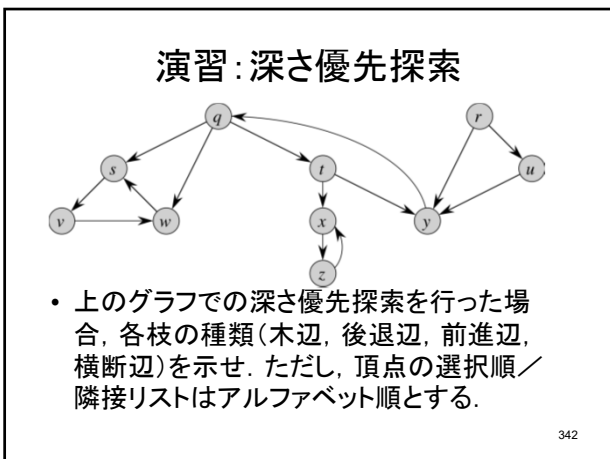 演習：深さ優先探索
q
r
s
t
u
v
w
x
y
z
• 上のグラフでの深さ優先探索を行った場
合，各枝の種類（木辺，後退辺，前進辺，
横断辺）を示せ．ただし，頂点の選択順／
隣接リストはアルファベット順とする．
342